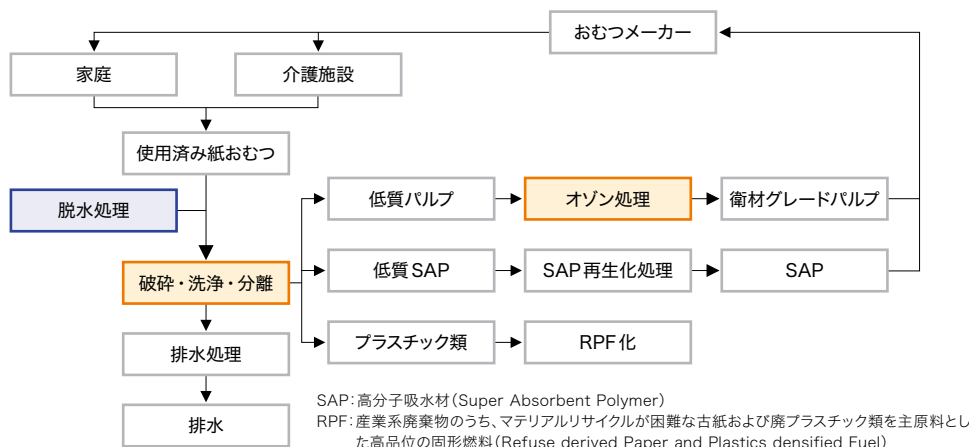 おむつメーカー
家庭
介護施設
使用済み紙おむつ
脱水処理
低質パルプ
オゾン処理
衛材グレードパルプ
破砕・洗浄・分離
低質SAP
SAP再生化処理
SAP
排水処理
プラスチック類
RPF化
排水
SAP：高分子吸水材（Super Absorbent Polymer）
RPF：産業系廃棄物のうち、マテリアルリサイクルが困難な古紙および廃プラスチック類を主原料とし
た高品位の固形燃料（Refuse derived Paper and Plastics densified Fuel）